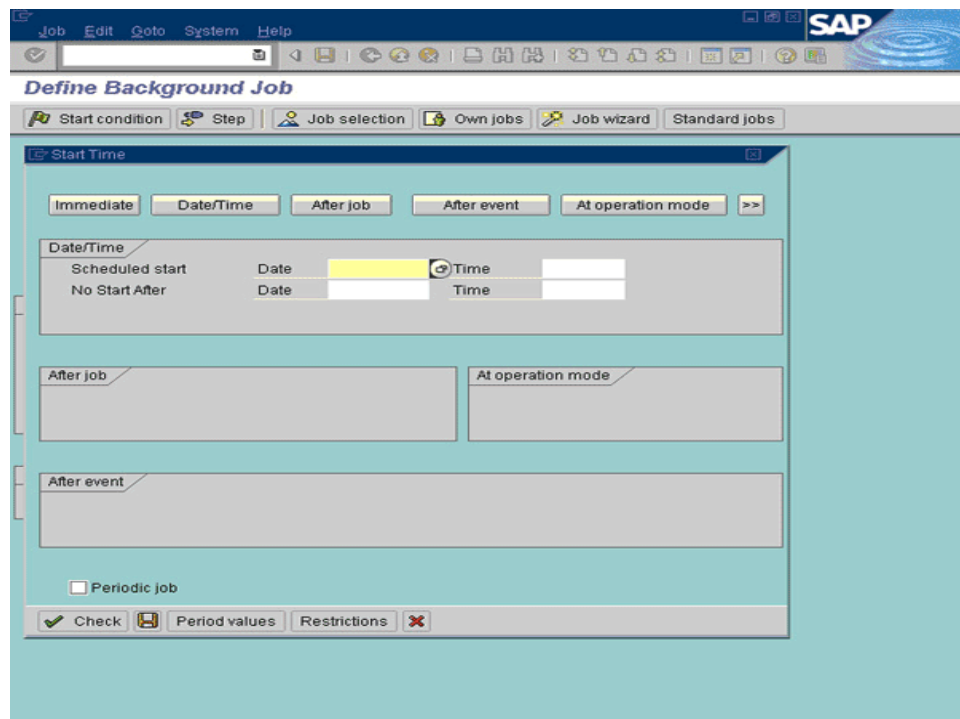 Job Edit Goto System Help
SAP
Define Background Job
Start condition Step Job selection Own jobs Job wizard Standard jobs
Start Time
Immediate Date/Time After job After event At operation mode >>
Date/Time
Scheduled start Date Time
No Start After Date Time
After job At operation mode
After event
Periodic job
Check Period values Restrictions